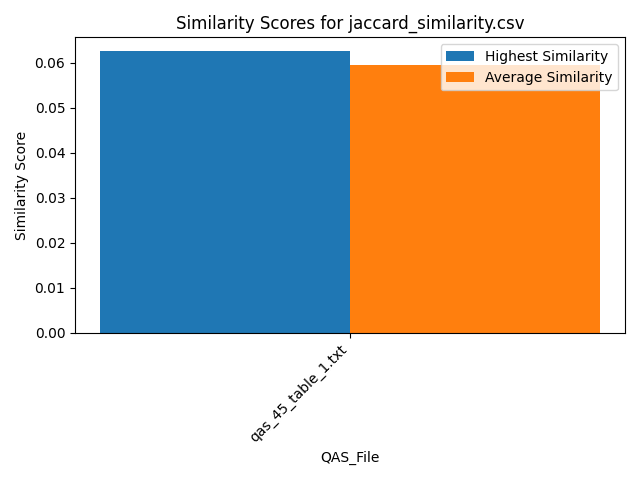 Similarity Scores for jaccard_similarity.csv
Highest Similarity
Average Similarity
Similarity Score
0.06
0.05
0.04
0.03
0.02
0.01
0.00
qas_45_table_1.txt
QAS_File